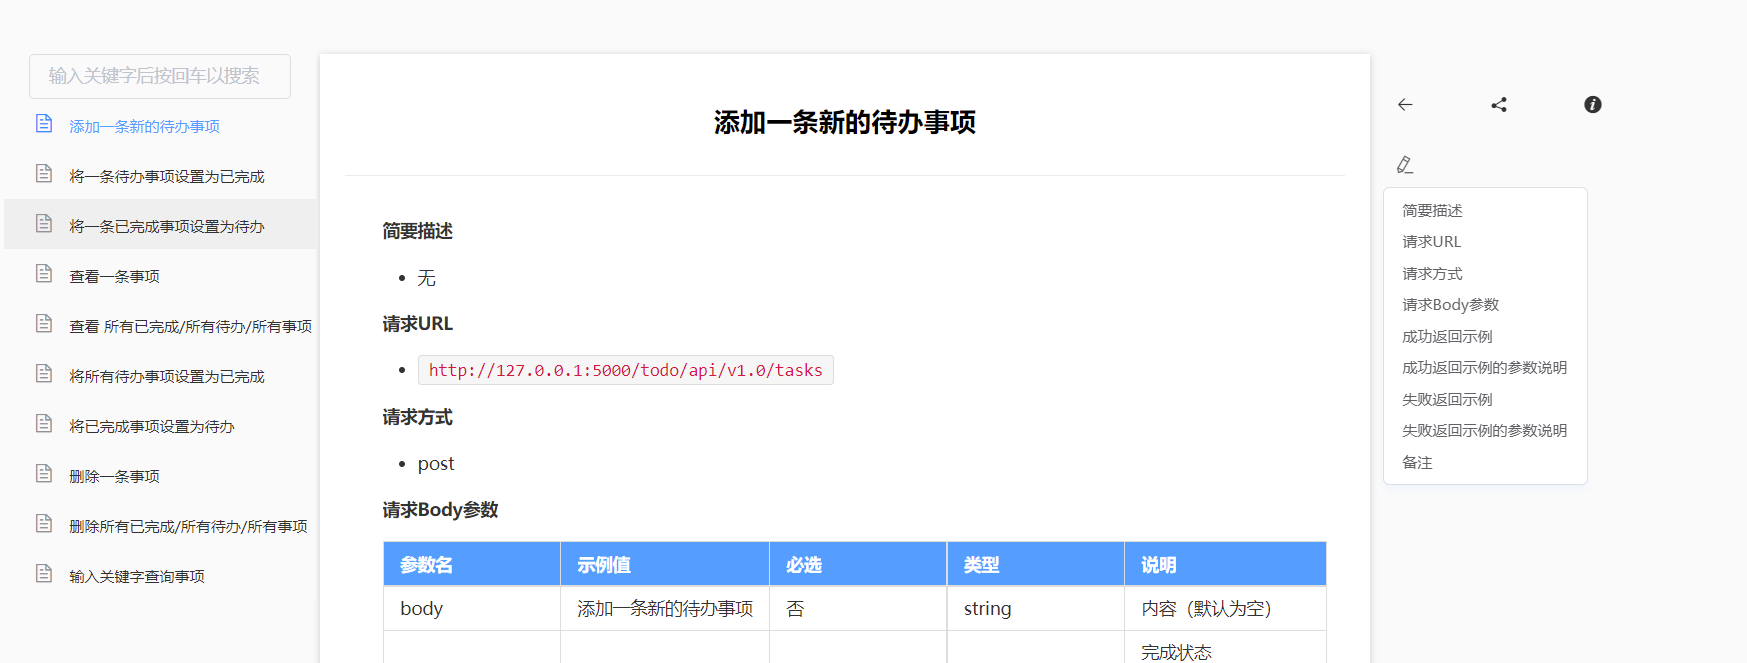 输入关键字后按回车以搜索
添加一条新的待办事项
将一条待办事项设置为已完成
将一条已完成事项设置为待办
查看一条事项
查看 所有已完成/所有待办/所有事项
将所有待办事项设置为已完成
将已完成事项设置为待办
删除一条事项
删除所有已完成/所有待办/所有事项
输入关键字查询事项
添加一条新的待办事项
简要描述
无
请求URL
http://127.0.0.1:5000/todo/api/v1.0/tasks
请求方式
post
请求Body参数
参数名 示例值 必选 类型 说明
body 添加一条新的待办事项 否 string 内容（默认为空）
完成状态
简要描述
请求URL
请求方式
请求Body参数
成功返回示例
成功返回示例的参数说明
失败返回示例
失败返回示例的参数说明
备注